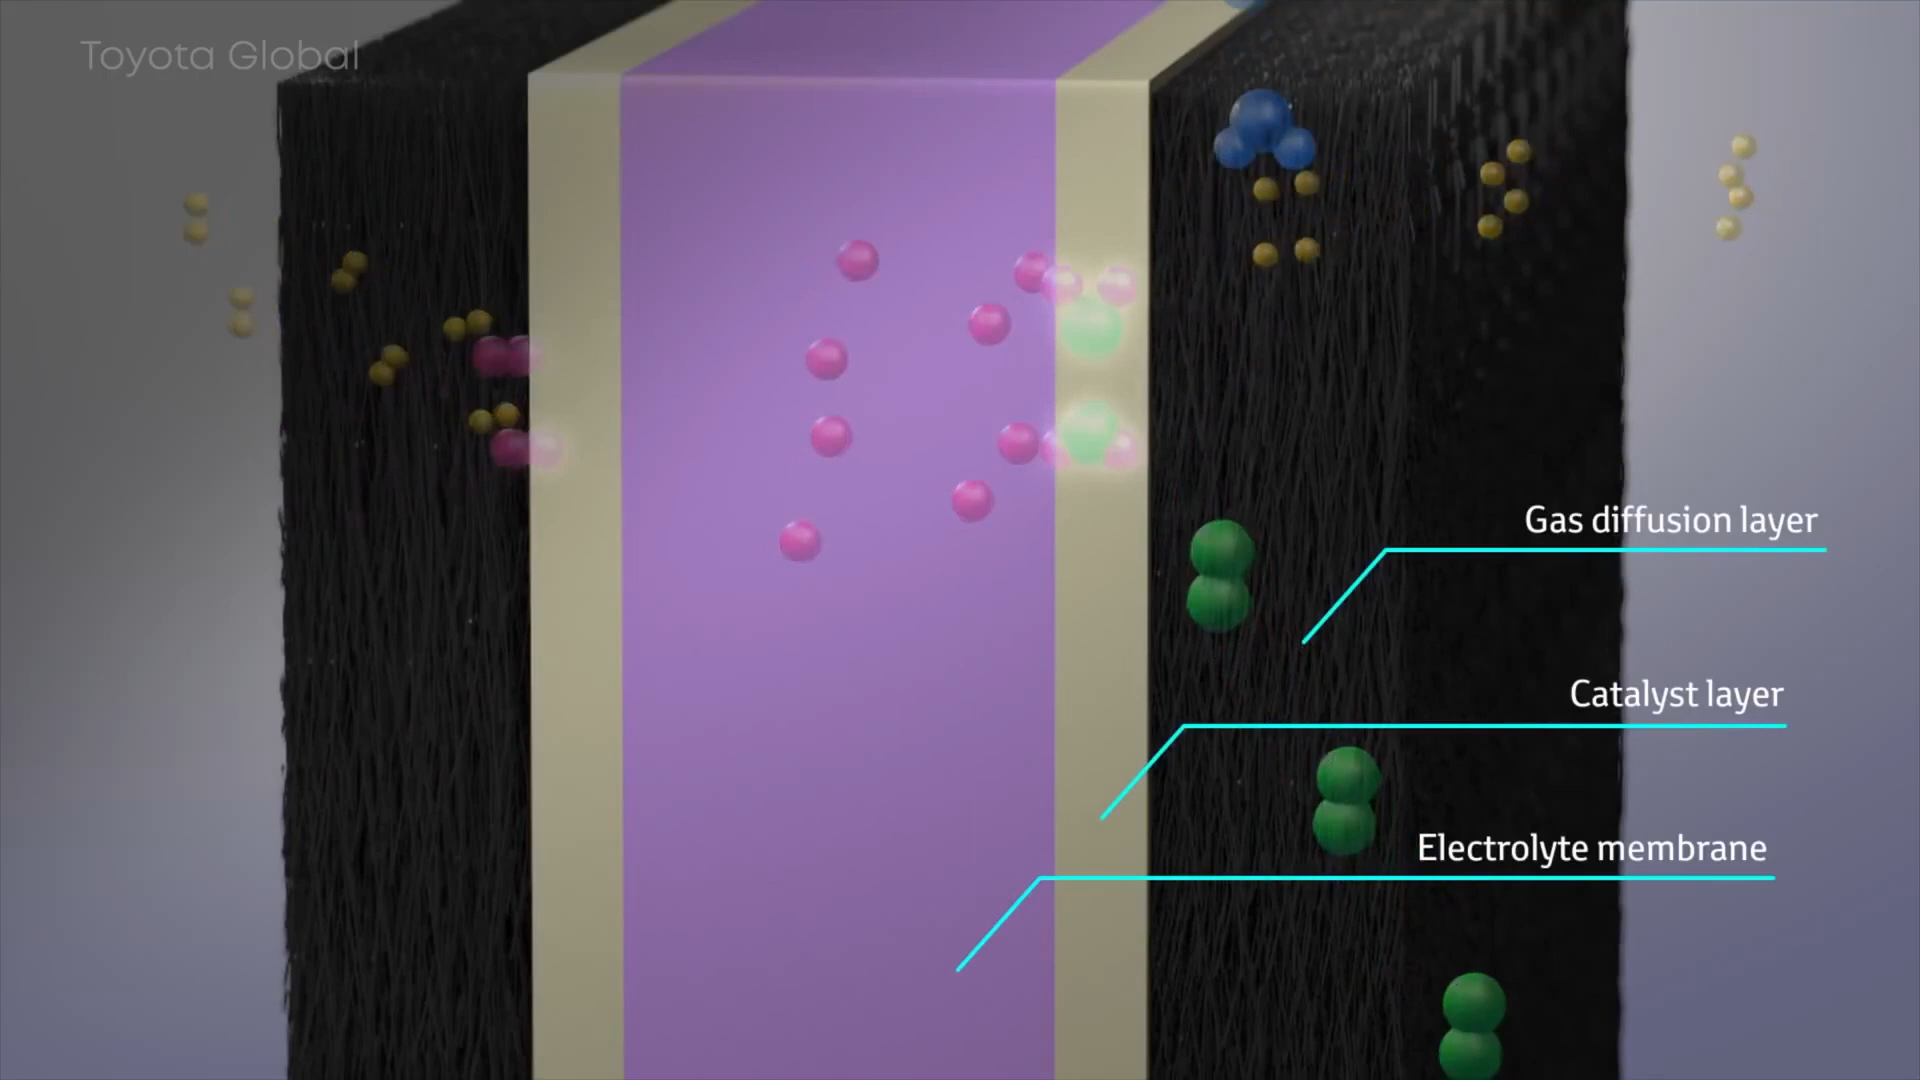 Toyota Global
Gas diffusion layer
Catalyst layer
Electrolyte membrane